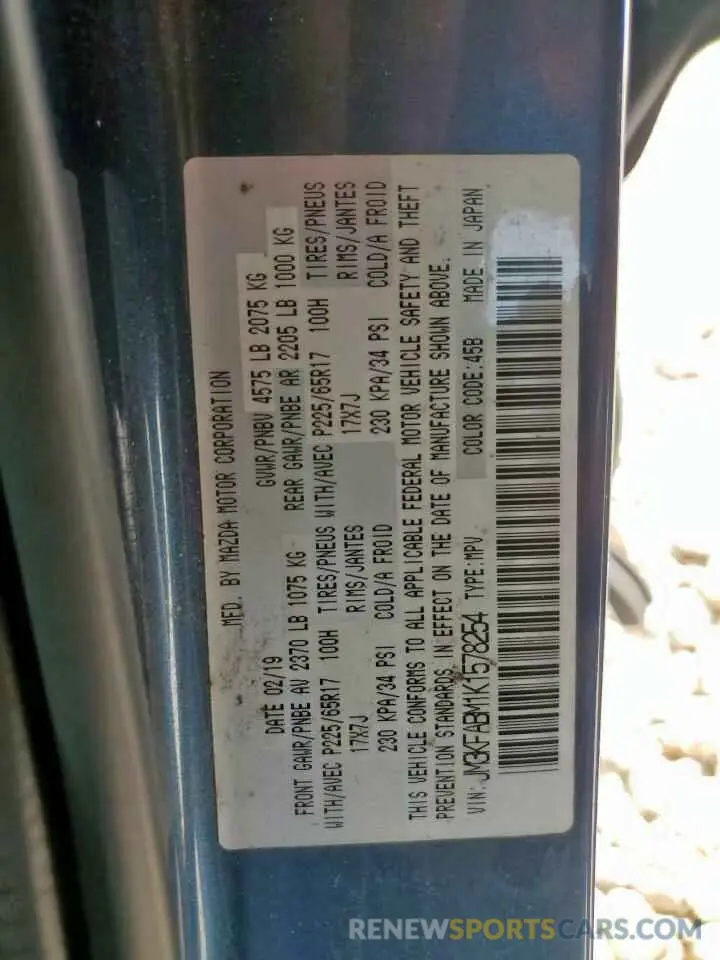 MFD. BY MAZDA MOTOR CORPORATION
DATE 02/19 GVWR/PNBV 4575 LB 2075 KG
FRONT GAWR/PNBE AV 2370 LB 1075 KG REAR GAWR/PNBE AR 2205 LB 1000 KG
WITH/AVEC P225/65R17 100H TIRES/PNEUS WITH/AVEC P225/65R17 100H TIRES/PNEUS
17X7J RIMS/JANTES 17X7J RIMS/JANTES
230 KPA/34 PSI COLD/A FROID 230 KPA/34 PSI COLD/A FROID
THIS VEHICLE CONFORMS TO ALL APPLICABLE FEDERAL MOTOR VEHICLE SAFETY AND THEFT
PREVENTION STANDARDS IN EFFECT ON THE DATE OF MANUFACTURE SHOWN ABOVE.
VIN: JM3KFABM1K1578254 TYPE:MPV COLOR CODE:45B MADE IN JAPAN
RENEWSPORTSCARS.COM